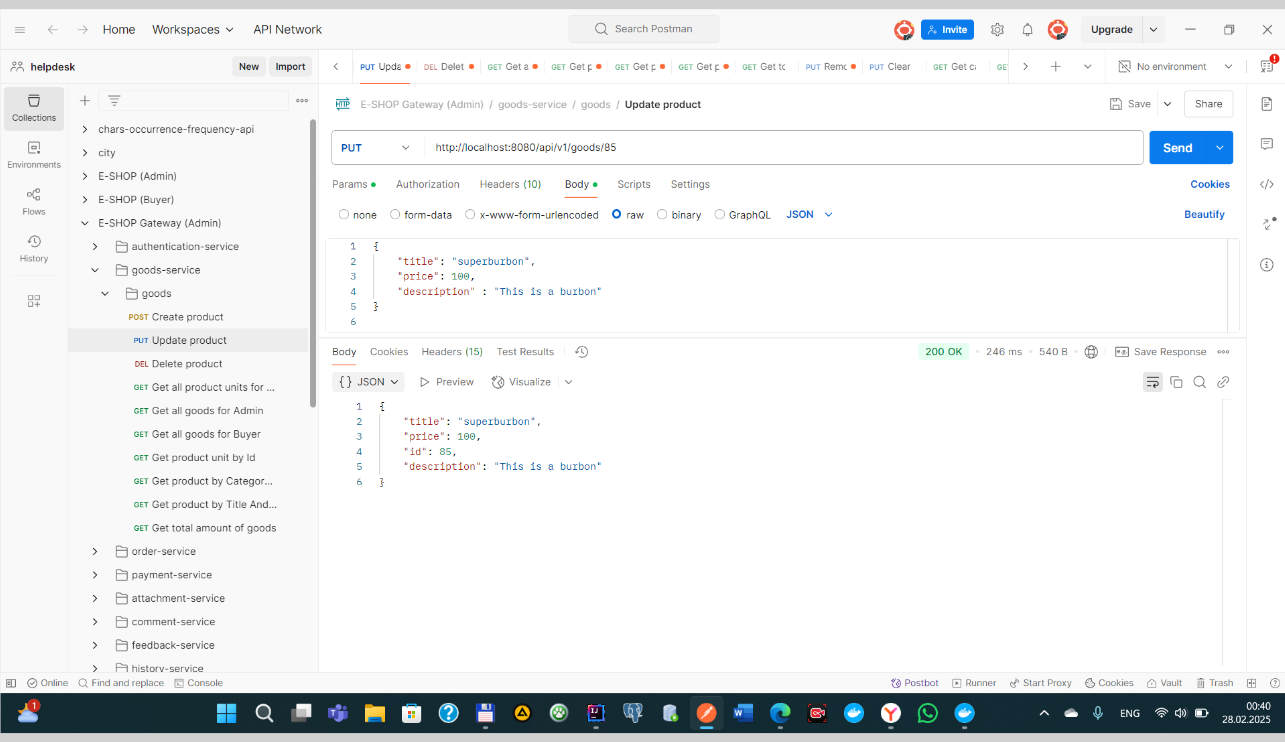 Home Workspaces API Network Search Postman Invite Upgrade
helpdesk New Import PUT Upda DEL Delet GET Get a GET Get p GET Get p GET Get p GET Get to PUT Remo PUT Clear GET Get ca GE No environment
Collections
Environments
Flows
History
chars-occurrence-frequency-api
city
E-SHOP (Admin)
E-SHOP (Buyer)
E-SHOP Gateway (Admin)
authentication-service
goods-service
goods
POST Create product
PUT Update product
DEL Delete product
GET Get all product units for ...
GET Get all goods for Admin
GET Get all goods for Buyer
GET Get product unit by Id
GET Get product by Categor...
GET Get product by Title And...
GET Get total amount of goods
order-service
payment-service
attachment-service
comment-service
feedback-service
history-service
HTTP E-SHOP Gateway (Admin) / goods-service / goods / Update product Save Share
PUT http://localhost:8080/api/v1/goods/85 Send
Params Authorization Headers (10) Body Scripts Settings Cookies
none form-data x-www-form-urlencoded raw binary GraphQL JSON Beautify
1 {
2 "title": "superburbon",
3 "price": 100,
4 "description" : "This is a burbon"
5 }
6
Body Cookies Headers (15) Test Results 200 OK 246 ms 540 B Save Response
{} JSON Preview Visualize
1 {
2 "title": "superburbon",
3 "price": 100,
4 "id": 85,
5 "description": "This is a burbon"
6 }
Online Find and replace Console Postbot Runner Start Proxy Cookies Vault Trash
1 ENG 00:40
28.02.2025